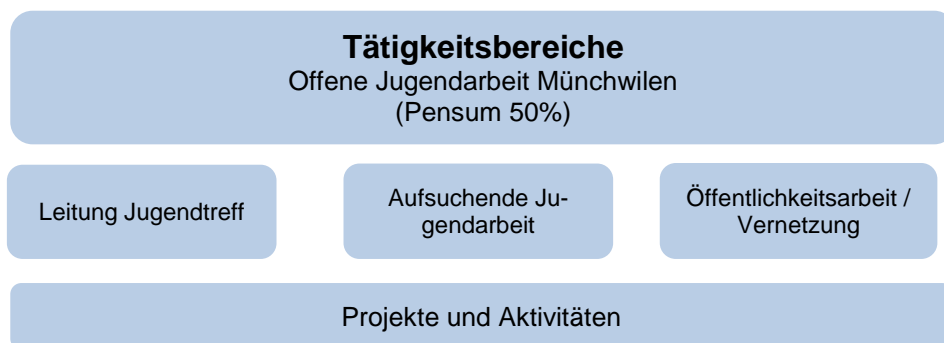 Tätigkeitsbereiche
Offene Jugendarbeit Münchwilen
(Pensum 50%)
Leitung Jugendtreff
Aufsuchende Ju-
gendarbeit
Öffentlichkeitsarbeit /
Vernetzung
Projekte und Aktivitäten